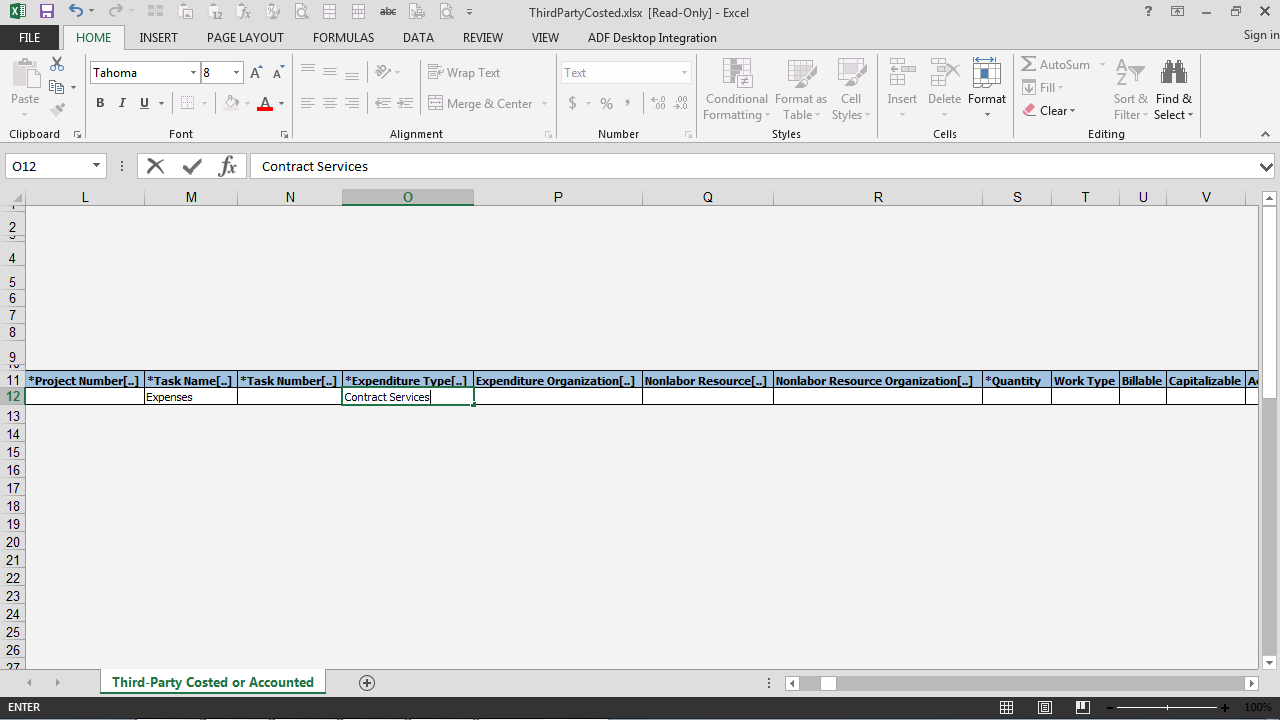 ThirdPartyCosted.xlsx [Read-Only] - Excel
Sign in
FILE HOME INSERT PAGE LAYOUT FORMULAS DATA REVIEW VIEW ADF Desktop Integration
Tahoma 8 Wrap Text Text AutoSum
Fill
Paste Conditional Formatting Format as Table Cell Styles Insert Delete Format Sort & Filter Find & Select
B I U A Merge & Center $ % , Clear
Clipboard Font Alignment Number Styles Cells Editing
O12 fx Contract Services
L M N O P Q R S T U V
1
2
3
4
5
6
7
8
9
10
11 *Project Number[..] *Task Name[..] *Task Number[..] *Expenditure Type[..] Expenditure Organization[..] Nonlabor Resource[..] Nonlabor Resource Organization[..] *Quantity Work Type Billable Capitalizable
12 Expenses Contract Services
13
14
15
16
17
18
19
20
21
22
23
24
25
26
27
Third-Party Costed or Accounted
ENTER 100%